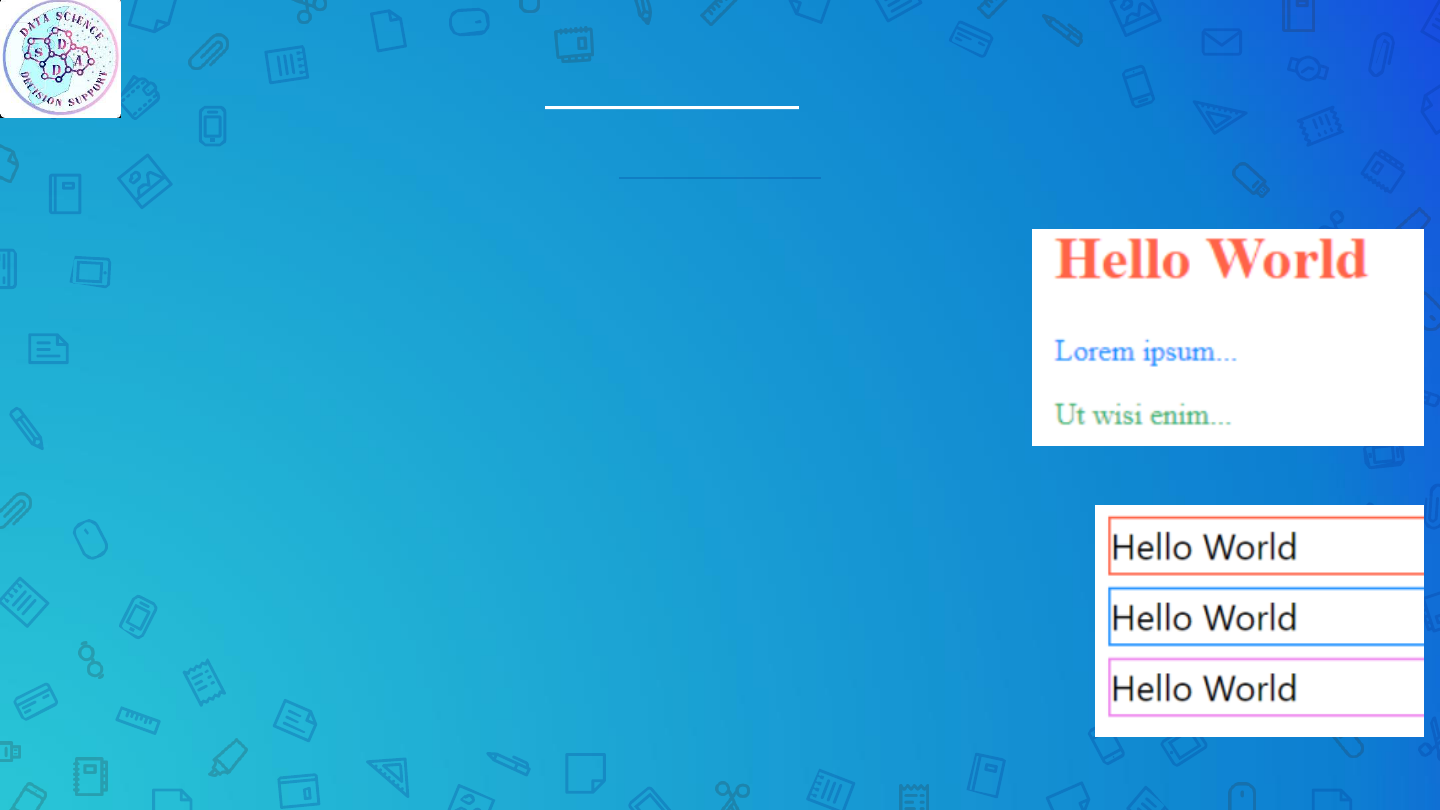 DATA SCIENCE
S D D A
DECISION SUPPORT
Hello World
Lorem ipsum...
Ut wisi enim...
Hello World
Hello World
Hello World